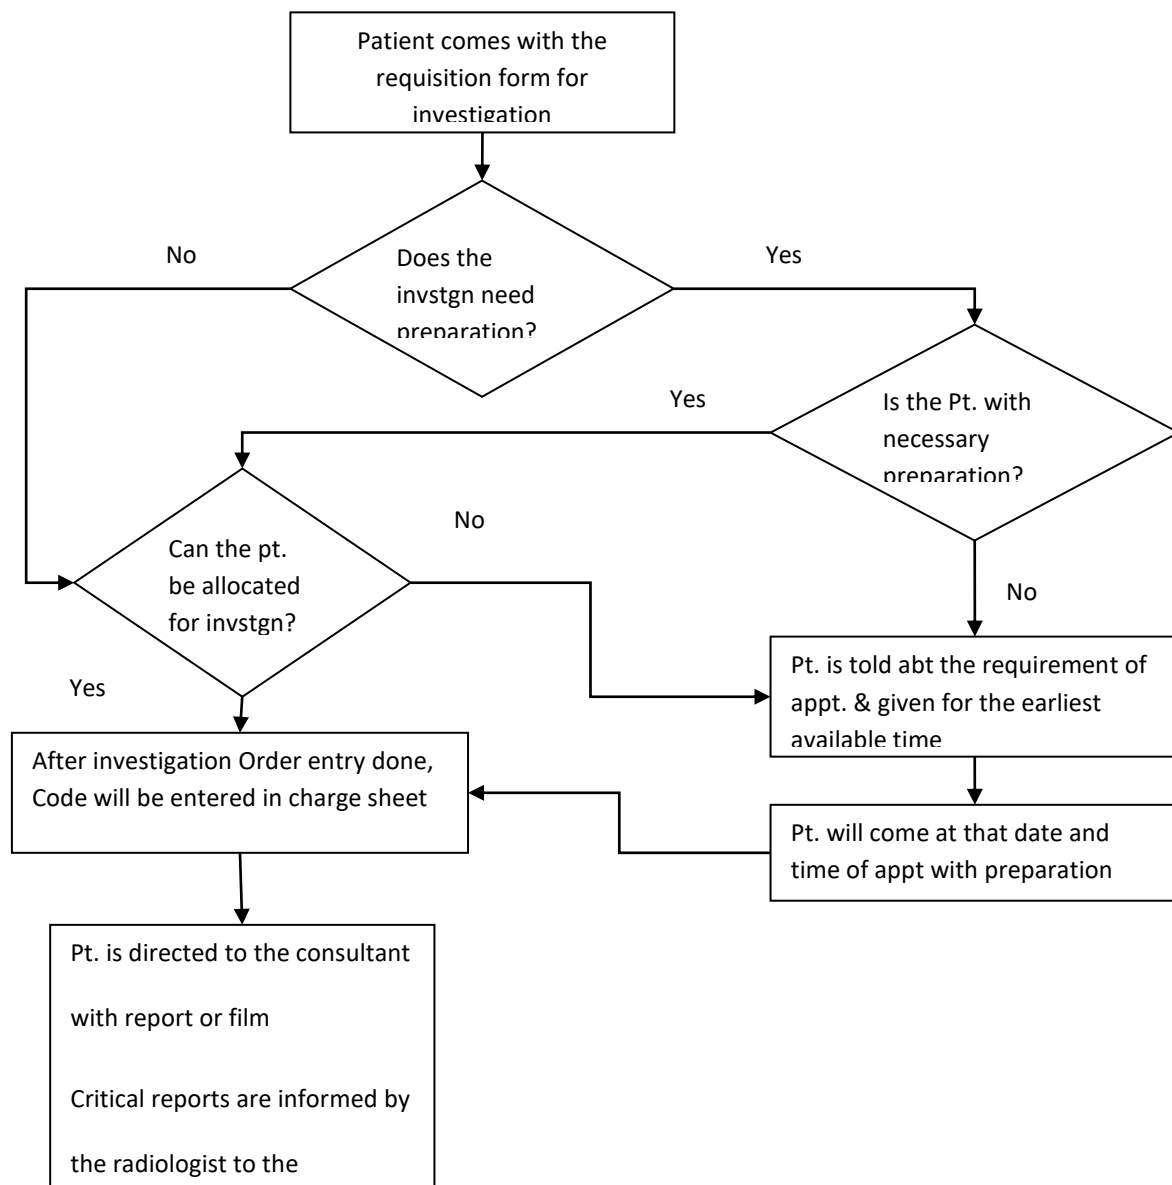 Patient comes with the
requisition form for
investigation
No
Yes
Does the
invstgn need
preparation?
Yes
Is the Pt. with
necessary
preparation?
No
Can the pt.
be allocated
for invstgn?
No
Yes
Pt. is told abt the requirement of
appt. & given for the earliest
available time
After investigation Order entry done,
Code will be entered in charge sheet
Pt. will come at that date and
time of appt with preparation
Pt. is directed to the consultant
with report or film
Critical reports are informed by
the radiologist to the